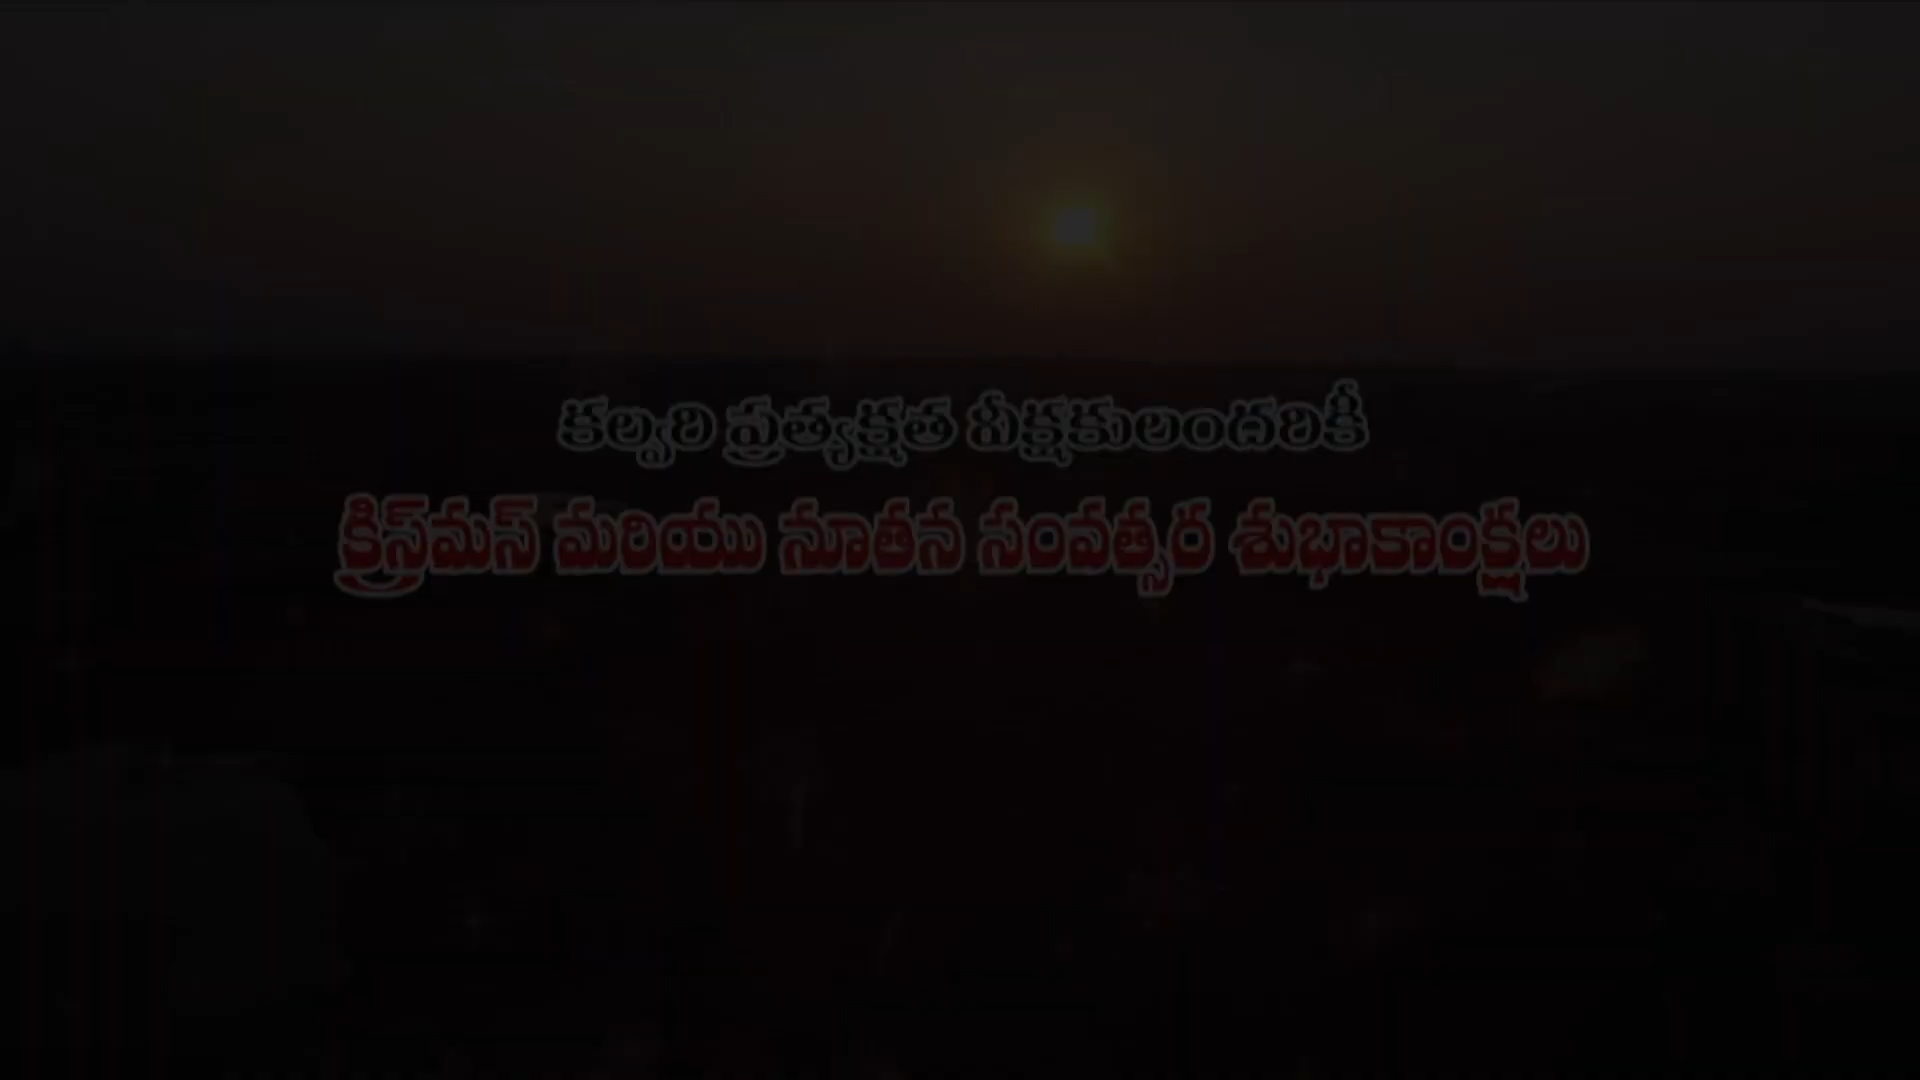 కల్వరి ప్రత్యక్షత వీక్షకులందరికీ
క్రిస్‌మస్ మరియు నూతన సంవత్సర శుభాకాంక్షలు